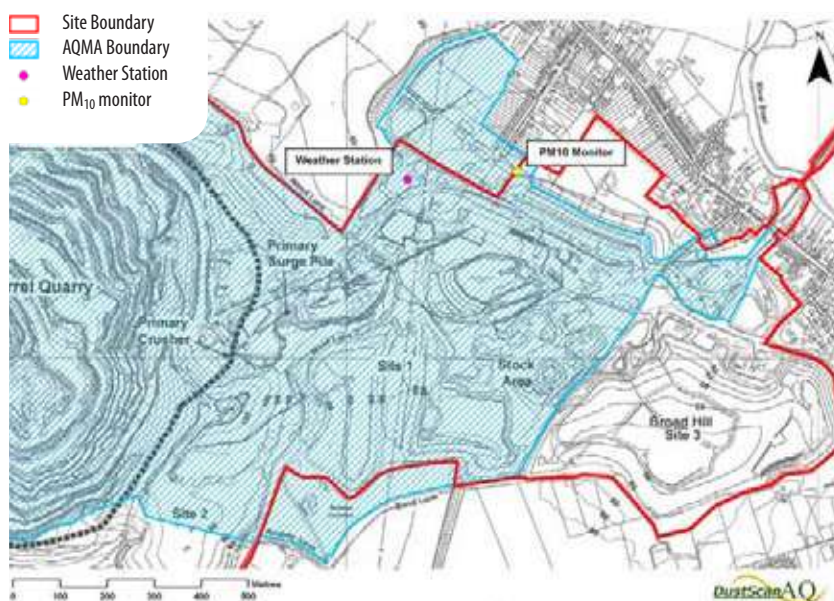 Site Boundary
AQMA Boundary
Weather Station
PM₁₀ monitor
N
Weather Station
PM10 Monitor
Primary
Surge Pile
rrel Quarry
Primary
Crusher
Site 1
Stock
Area
Broad Hill
Site 3
Site 2
Metres
0 100 200 300 400 500
DustScanAQ